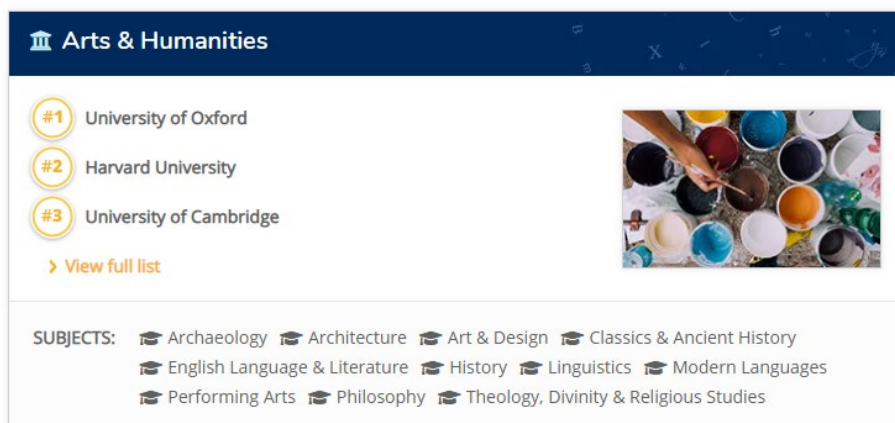 Arts & Humanities
#1 University of Oxford
#2 Harvard University
#3 University of Cambridge
View full list
SUBJECTS: Archaeology Architecture Art & Design Classics & Ancient History
English Language & Literature History Linguistics Modern Languages
Performing Arts Philosophy Theology, Divinity & Religious Studies